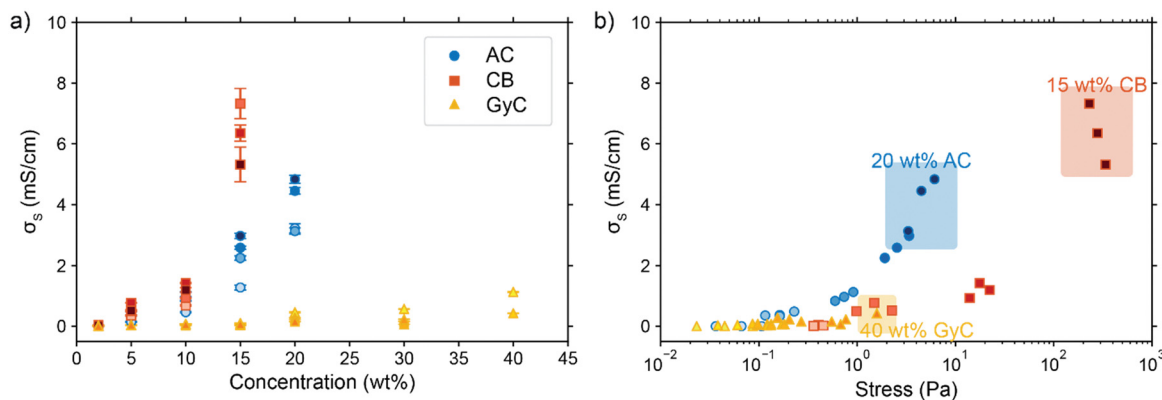 a)
10
8
6
4
2
0
σs (mS/cm)
0 5 10 15 20 25 30 35 40 45
Concentration (wt%)
AC
CB
GyC
b)
10
8
6
4
2
0
σs (mS/cm)
15 wt% CB
20 wt% AC
40 wt% GyC
10⁻² 10⁻¹ 10⁰ 10¹ 10² 10³
Stress (Pa)